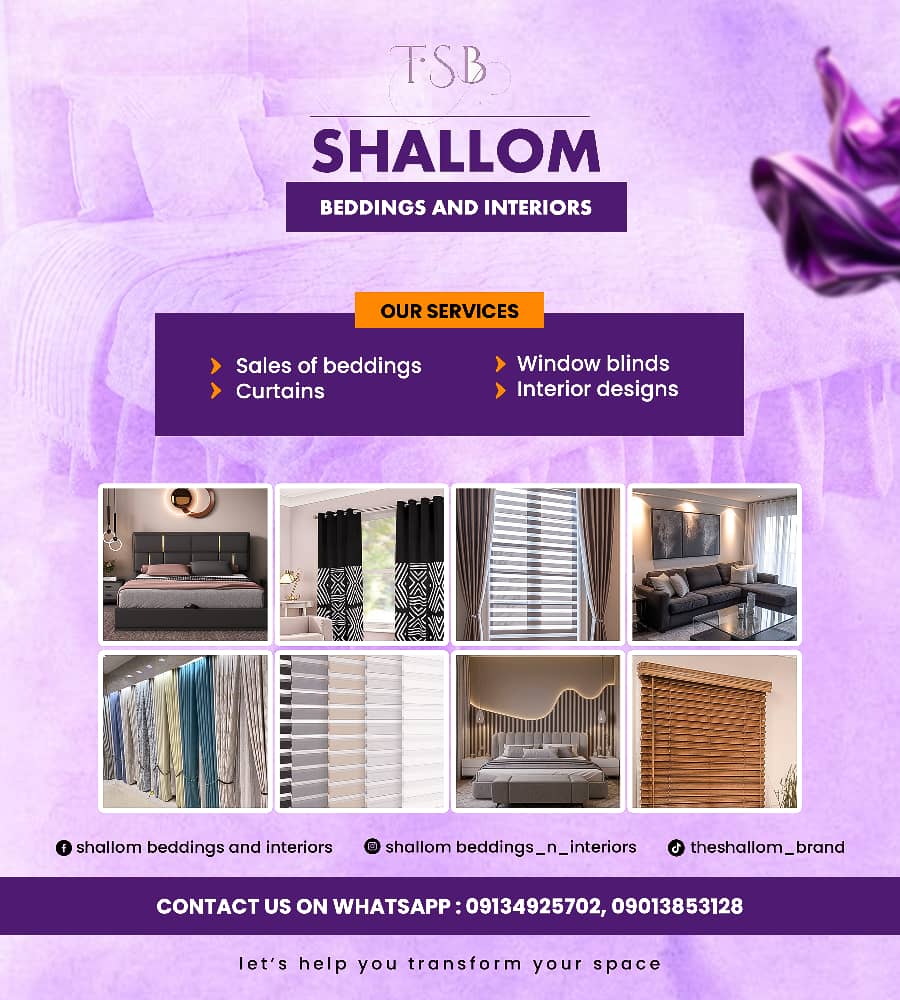 T.SB
SHALLOM
BEDDINGS AND INTERIORS
OUR SERVICES
Sales of beddings
Curtains
Window blinds
Interior designs
shallom beddings and interiors
shallom beddings_n_interiors
theshallom_brand
CONTACT US ON WHATSAPP : 09134925702, 09013853128
let's help you transform your space